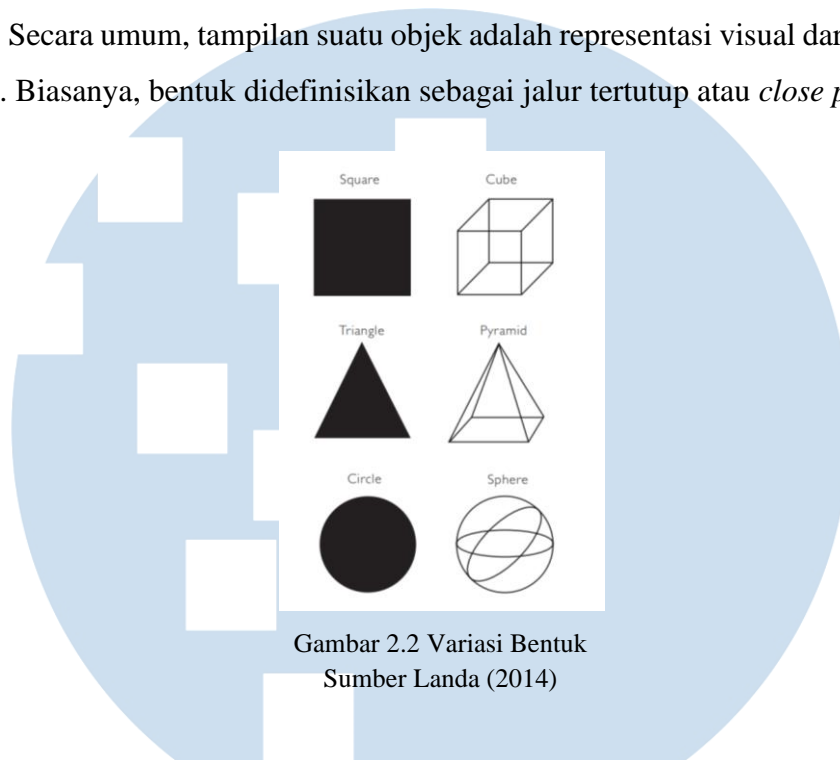 Secara umum, tampilan suatu objek adalah representasi visual
. Biasanya, bentuk didefinisikan sebagai jalur tertutup atau close
Square Cube
Triangle Pyramid
Circle Sphere
Gambar 2.2 Variasi Bentuk
Sumber Landa (2014)